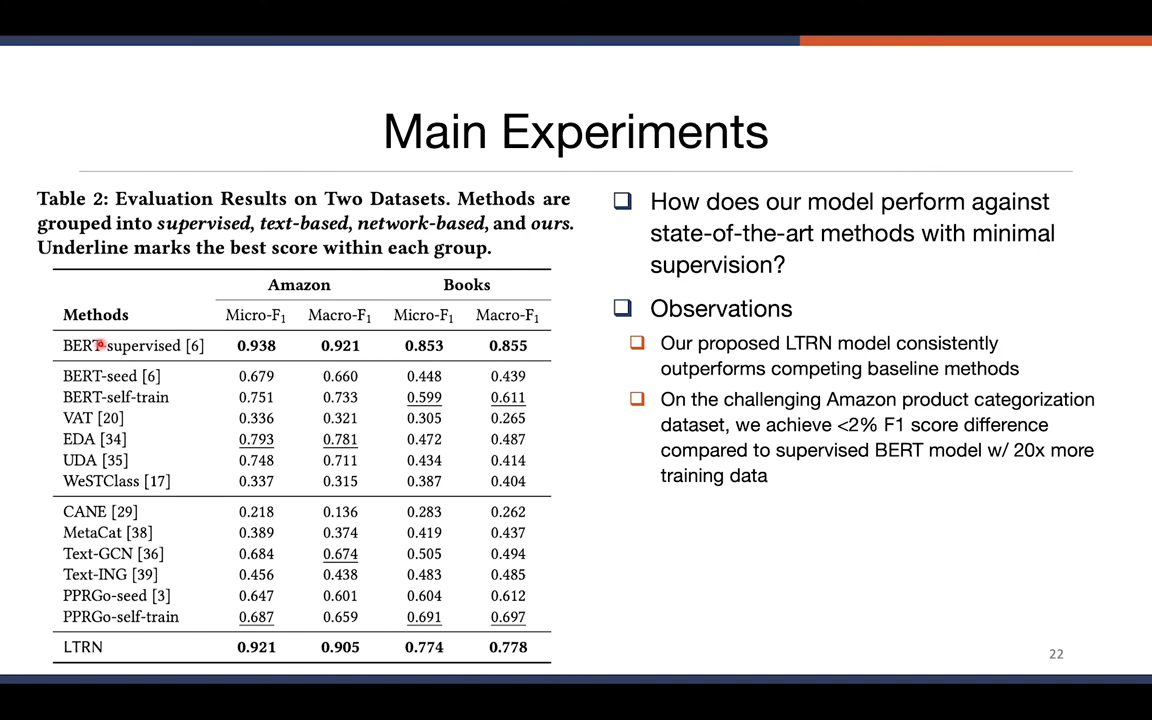 Main Experiments
Table 2: Evaluation Results on Two Datasets. Methods are
grouped into supervised, text-based, network-based, and ours.
Underline marks the best score within each group.
Amazon Books
Methods Micro-F1 Macro-F1 Micro-F1 Macro-F1
BERT-supervised [6] 0.938 0.921 0.853 0.855
BERT-seed [6] 0.679 0.660 0.448 0.439
BERT-self-train 0.751 0.733 0.599 0.611
VAT [20] 0.336 0.321 0.305 0.265
EDA [34] 0.793 0.781 0.472 0.487
UDA [35] 0.748 0.711 0.434 0.414
WeSTClass [17] 0.337 0.315 0.387 0.404
CANE [29] 0.218 0.136 0.283 0.262
MetaCat [38] 0.389 0.374 0.419 0.437
Text-GCN [36] 0.684 0.674 0.505 0.494
Text-ING [39] 0.456 0.438 0.483 0.485
PPRGo-seed [3] 0.647 0.601 0.604 0.612
PPRGo-self-train 0.687 0.659 0.691 0.697
LTRN 0.921 0.905 0.774 0.778
How does our model perform against
state-of-the-art methods with minimal
supervision?
Observations
Our proposed LTRN model consistently
outperforms competing baseline methods
On the challenging Amazon product categorization
dataset, we achieve <2% F1 score difference
compared to supervised BERT model w/ 20x more
training data
22